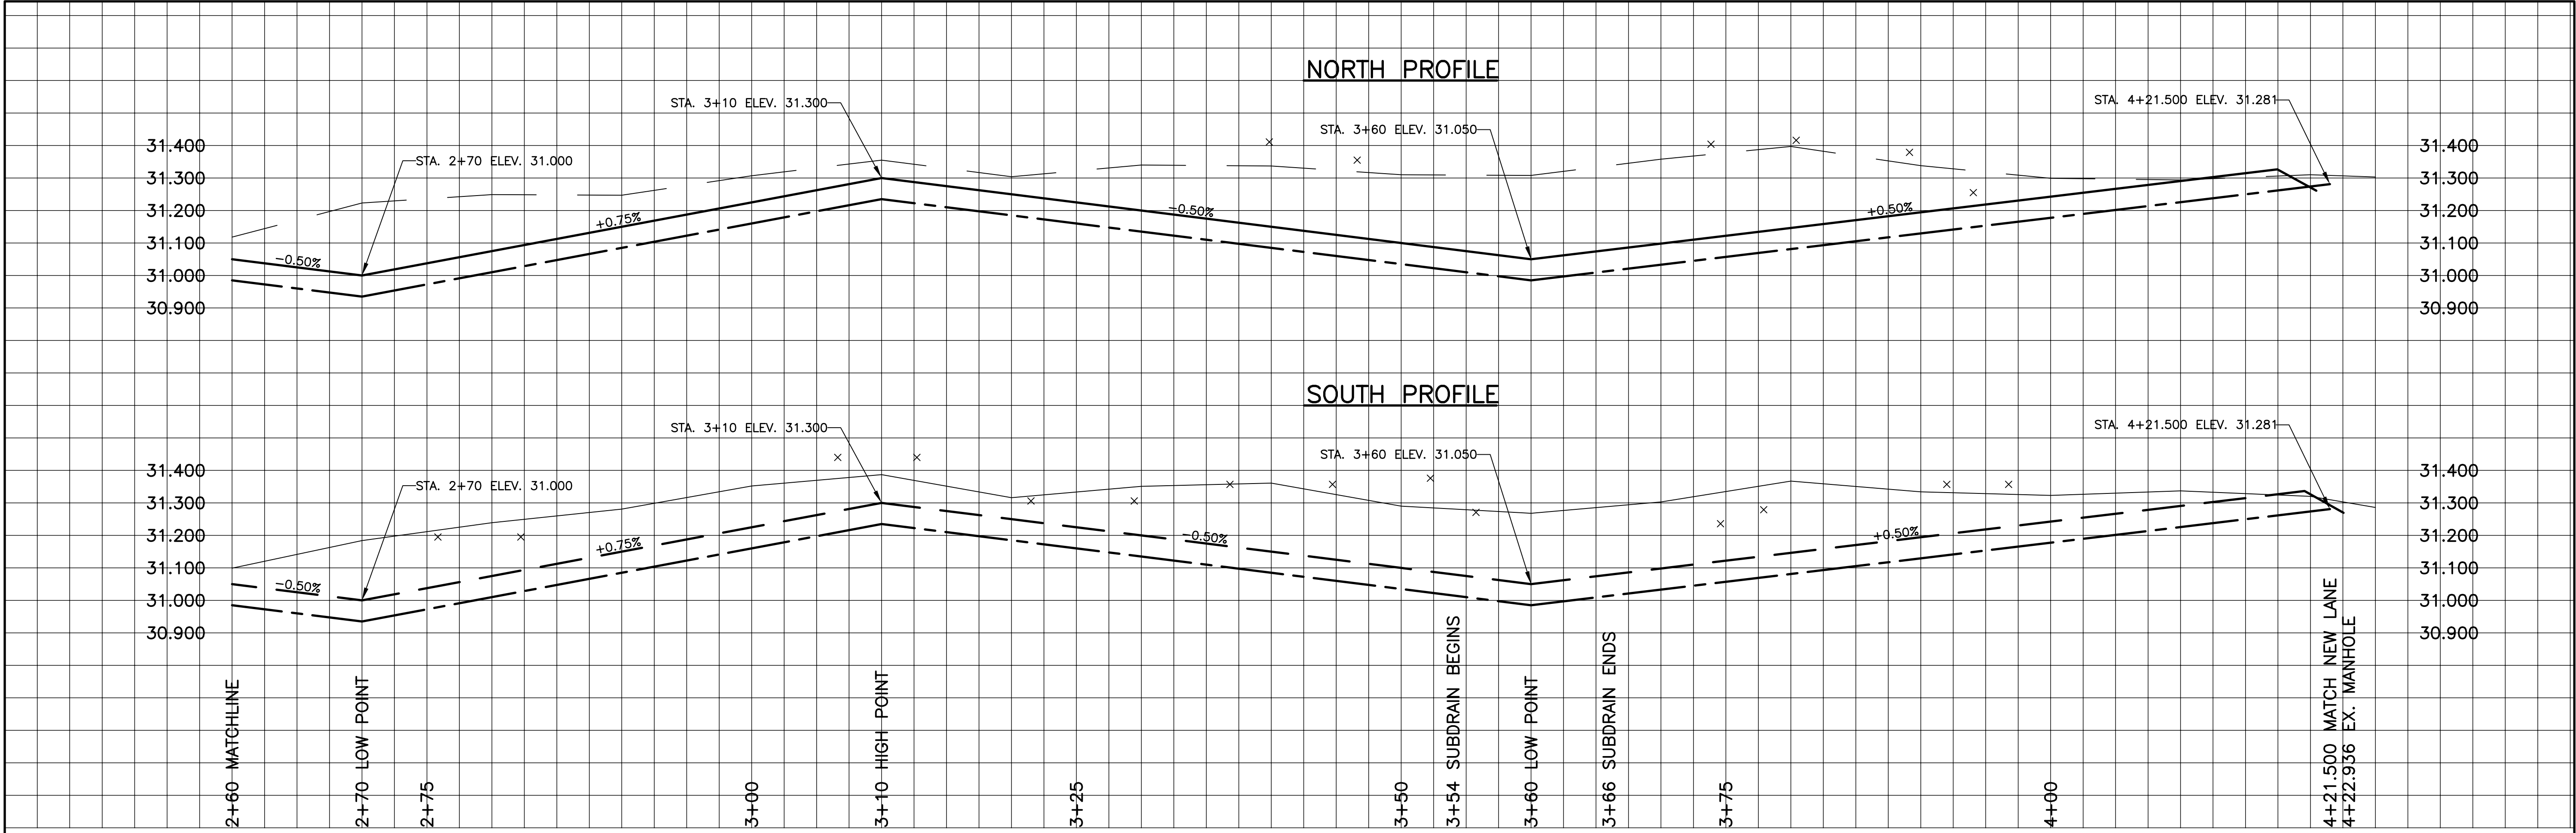 NORTH PROFILE
STA. 3+10 ELEV. 31.300
STA. 4+21.500 ELEV. 31.281
STA. 3+60 ELEV. 31.050
STA. 2+70 ELEV. 31.000
31.400
31.300
31.200
31.100
31.000
30.900
-0.50%
+0.75%
-0.50%
+0.50%
31.400
31.300
31.200
31.100
31.000
30.900
SOUTH PROFILE
STA. 3+10 ELEV. 31.300
STA. 4+21.500 ELEV. 31.281
STA. 3+60 ELEV. 31.050
STA. 2+70 ELEV. 31.000
31.400
31.300
31.200
31.100
31.000
30.900
-0.50%
+0.75%
-0.50%
+0.50%
31.400
31.300
31.200
31.100
31.000
30.900
2+60 MATCHLINE
2+70 LOW POINT
2+75
3+00
3+10 HIGH POINT
3+25
3+50
3+54 SUBDRAIN BEGINS
3+60 LOW POINT
3+66 SUBDRAIN ENDS
3+75
4+00
4+21.500 MATCH NEW LANE
4+22.936 EX. MANHOLE